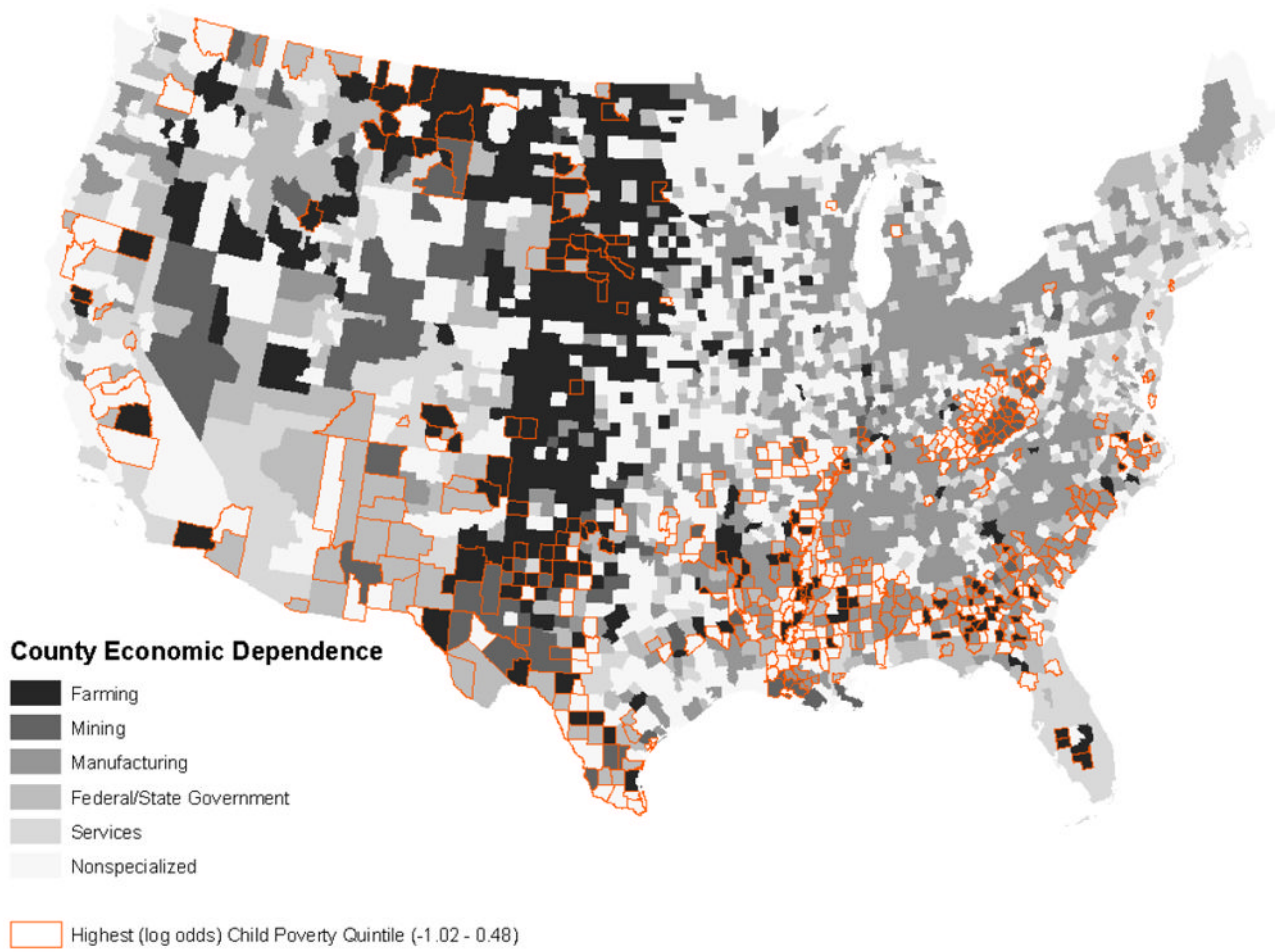 County Economic Dependence
Farming
Mining
Manufacturing
Federal/State Government
Services
Nonspecialized
Highest (log odds) Child Poverty Quintile (-1.02 - 0.48)